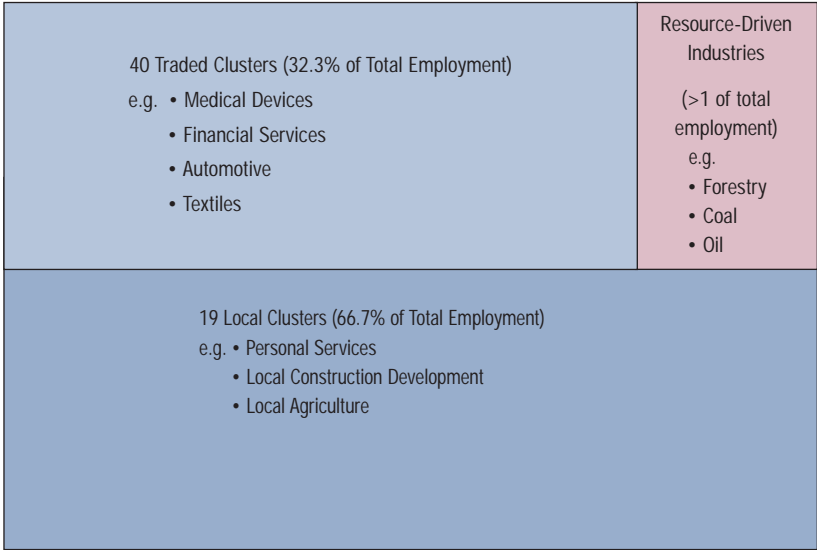 40 Traded Clusters (32.3% of Total Employment)
e.g. • Medical Devices
• Financial Services
• Automotive
• Textiles
Resource-Driven
Industries
(>1 of total
employment)
e.g.
• Forestry
• Coal
• Oil
19 Local Clusters (66.7% of Total Employment)
e.g. • Personal Services
• Local Construction Development
• Local Agriculture